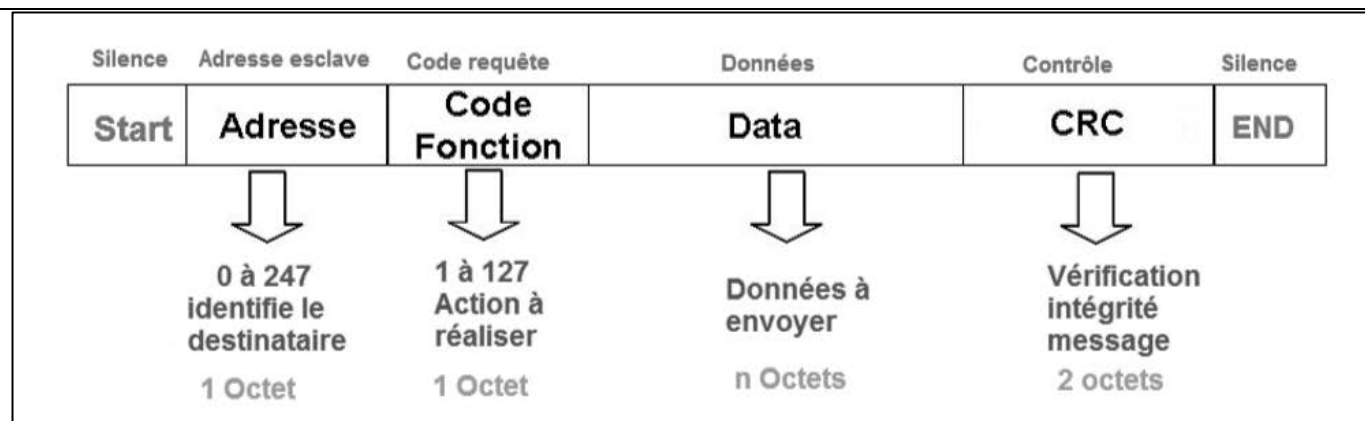 Silence Adresse esclave Code requête Données Contrôle Silence
Start Adresse Code Fonction Data CRC END
0 à 247
identifie le
destinataire
1 Octet
1 à 127
Action à
réaliser
1 Octet
Données à
envoyer
n Octets
Vérification
intégrité
message
2 octets